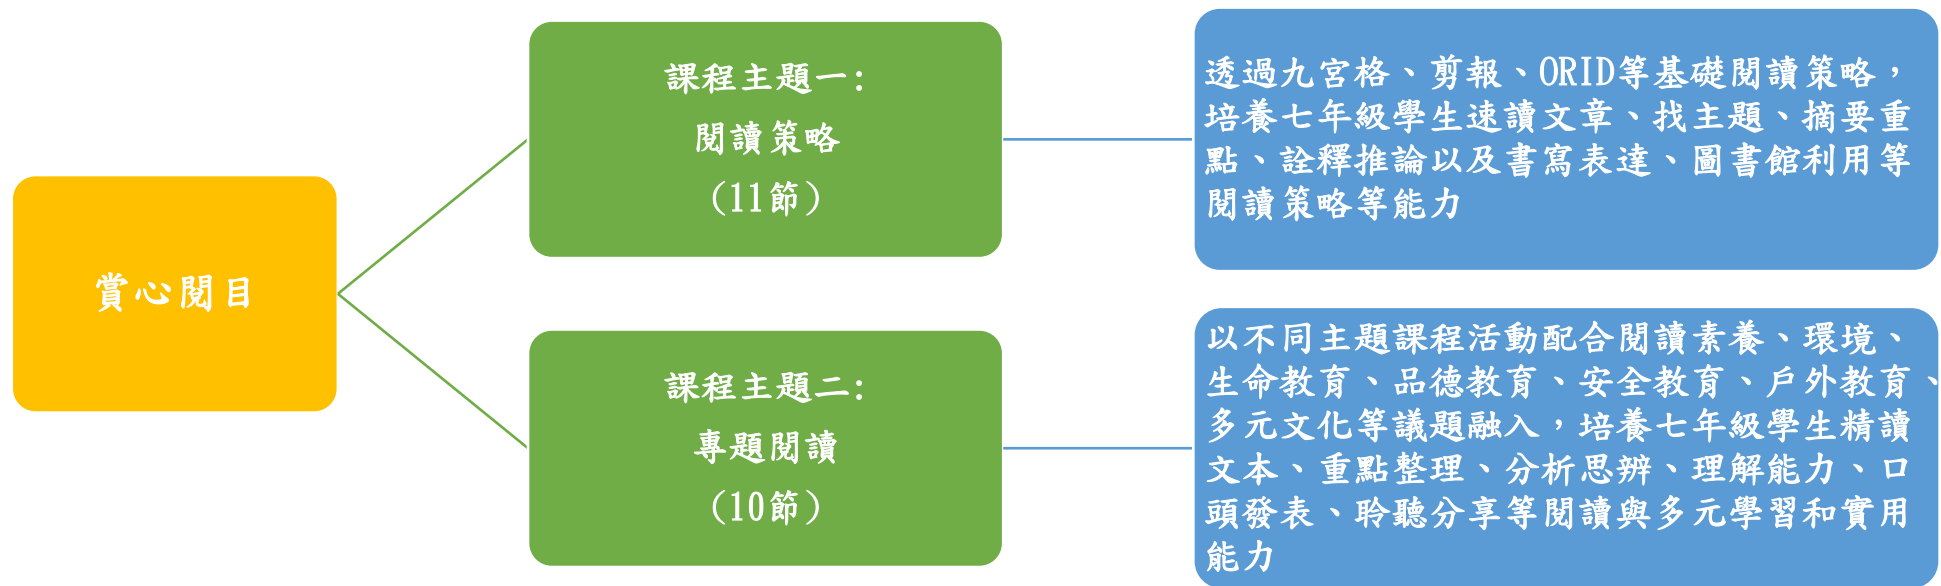 賞心閱目
課程主題一:
閱讀策略
(11節)
透過九宮格、剪報、ORID等基礎閱讀策略，
培養七年級學生速讀文章、找主題、摘要重
點、詮釋推論以及書寫表達、圖書館利用等
閱讀策略等能力
課程主題二:
專題閱讀
(10節)
以不同主題課程活動配合閱讀素養、環境、
生命教育、品德教育、安全教育、戶外教育、
多元文化等議題融入，培養七年級學生精讀
文本、重點整理、分析思辨、理解能力、口
頭發表、聆聽分享等閱讀與多元學習和實用
能力